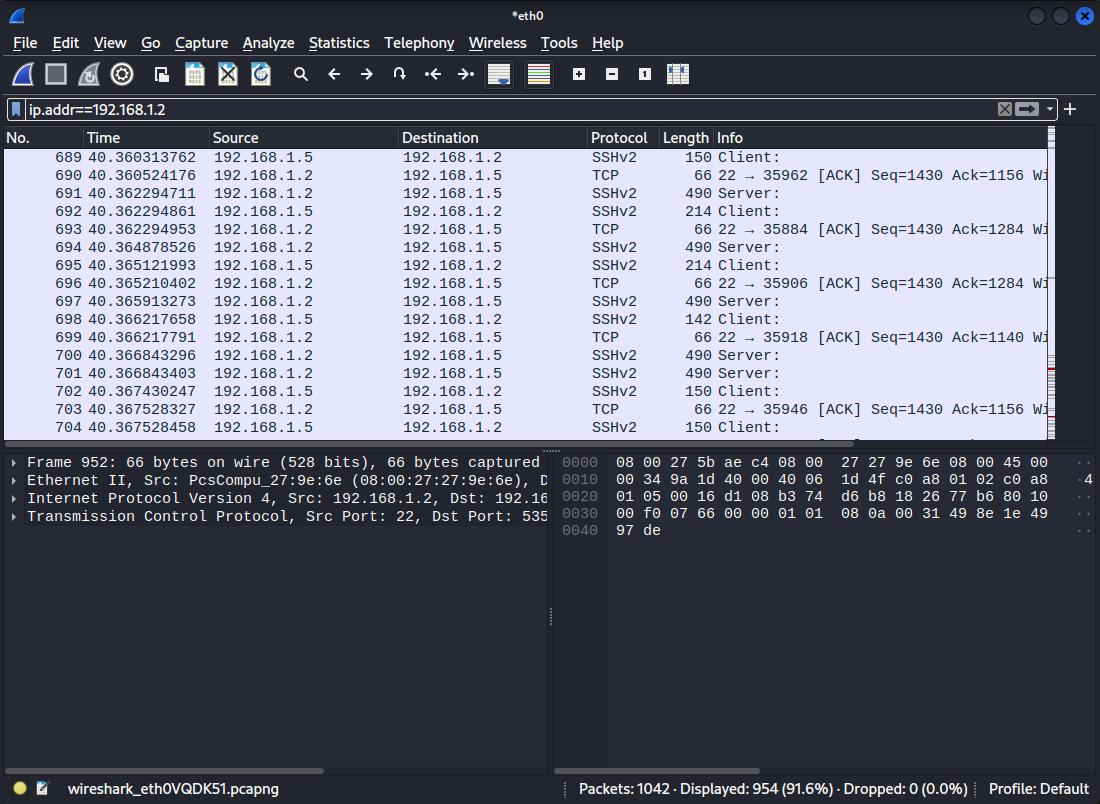 *eth0
File Edit View Go Capture Analyze Statistics Telephony Wireless Tools Help
ip.addr==192.168.1.2
No. Time Source Destination Protocol Length Info
689 40.360313762 192.168.1.5 192.168.1.2 SSHv2 150 Client:
690 40.360524176 192.168.1.2 192.168.1.5 TCP 66 22 → 35962 [ACK] Seq=1430 Ack=1156 Wi
691 40.362294711 192.168.1.2 192.168.1.5 SSHv2 490 Server:
692 40.362294861 192.168.1.5 192.168.1.2 SSHv2 214 Client:
693 40.362294953 192.168.1.2 192.168.1.5 TCP 66 22 → 35884 [ACK] Seq=1430 Ack=1284 Wi
694 40.364878526 192.168.1.2 192.168.1.5 SSHv2 490 Server:
695 40.365121993 192.168.1.5 192.168.1.2 SSHv2 214 Client:
696 40.365210402 192.168.1.2 192.168.1.5 TCP 66 22 → 35906 [ACK] Seq=1430 Ack=1284 Wi
697 40.365913273 192.168.1.2 192.168.1.5 SSHv2 490 Server:
698 40.366217658 192.168.1.5 192.168.1.2 SSHv2 142 Client:
699 40.366217791 192.168.1.2 192.168.1.5 TCP 66 22 → 35918 [ACK] Seq=1430 Ack=1140 Wi
700 40.366843296 192.168.1.2 192.168.1.5 SSHv2 490 Server:
701 40.366843403 192.168.1.2 192.168.1.5 SSHv2 490 Server:
702 40.367430247 192.168.1.5 192.168.1.2 SSHv2 150 Client:
703 40.367528327 192.168.1.2 192.168.1.5 TCP 66 22 → 35946 [ACK] Seq=1430 Ack=1156 Wi
704 40.367528458 192.168.1.5 192.168.1.2 SSHv2 150 Client:
Frame 952: 66 bytes on wire (528 bits), 66 bytes captured
Ethernet II, Src: PcsCompu_27:9e:6e (08:00:27:27:9e:6e), D
Internet Protocol Version 4, Src: 192.168.1.2, Dst: 192.16
Transmission Control Protocol, Src Port: 22, Dst Port: 535
0000 08 00 27 5b ae c4 08 00 27 27 9e 6e 08 00 45 00 ··
0010 00 34 9a 1d 40 00 40 06 1d 4f c0 a8 01 02 c0 a8 ·4
0020 01 05 00 16 d1 08 b3 74 d6 b8 18 26 77 b6 80 10 ··
0030 00 f0 07 66 00 00 01 01 08 0a 00 31 49 8e 1e 49 ··
0040 97 de ··
wireshark_eth0VQDK51.pcapng Packets: 1042 · Displayed: 954 (91.6%) · Dropped: 0 (0.0%) Profile: Default